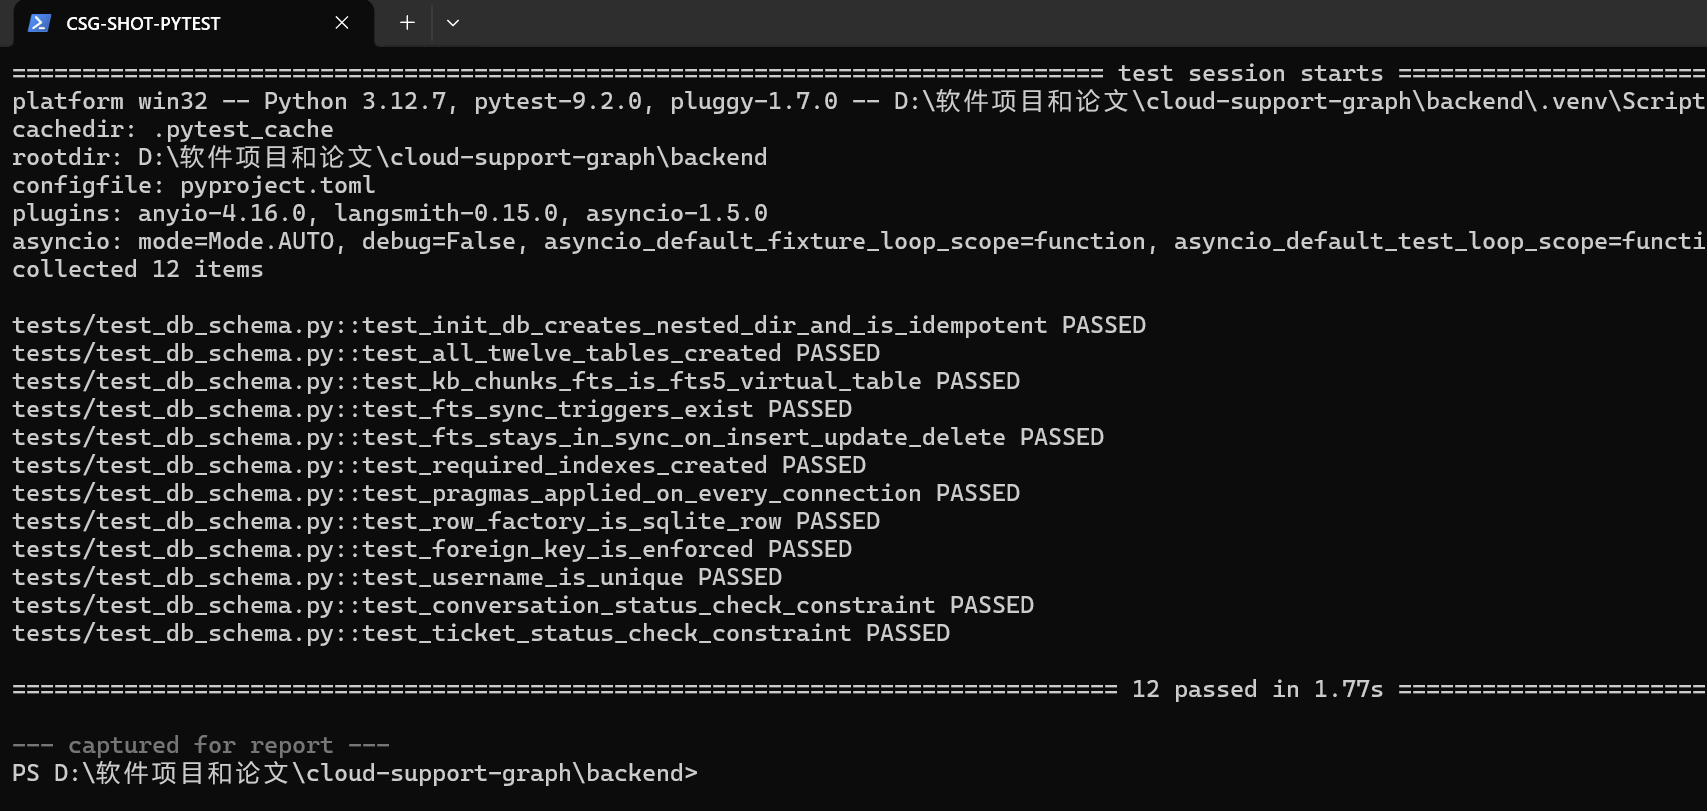 CSG-SHOT-PYTEST
============================================================================== test session starts ======================
platform win32 -- Python 3.12.7, pytest-9.2.0, pluggy-1.7.0 -- D:\软件项目和论文\cloud-support-graph\backend\.venv\Script
cachedir: .pytest_cache
rootdir: D:\软件项目和论文\cloud-support-graph\backend
configfile: pyproject.toml
plugins: anyio-4.16.0, langsmith-0.15.0, asyncio-1.5.0
asyncio: mode=Mode.AUTO, debug=False, asyncio_default_fixture_loop_scope=function, asyncio_default_test_loop_scope=functi
collected 12 items
tests/test_db_schema.py::test_init_db_creates_nested_dir_and_is_idempotent PASSED
tests/test_db_schema.py::test_all_twelve_tables_created PASSED
tests/test_db_schema.py::test_kb_chunks_fts_is_fts5_virtual_table PASSED
tests/test_db_schema.py::test_fts_sync_triggers_exist PASSED
tests/test_db_schema.py::test_fts_stays_in_sync_on_insert_update_delete PASSED
tests/test_db_schema.py::test_required_indexes_created PASSED
tests/test_db_schema.py::test_pragmas_applied_on_every_connection PASSED
tests/test_db_schema.py::test_row_factory_is_sqlite_row PASSED
tests/test_db_schema.py::test_foreign_key_is_enforced PASSED
tests/test_db_schema.py::test_username_is_unique PASSED
tests/test_db_schema.py::test_conversation_status_check_constraint PASSED
tests/test_db_schema.py::test_ticket_status_check_constraint PASSED
=============================================================================== 12 passed in 1.77s ======================
--- captured for report ---
PS D:\软件项目和论文\cloud-support-graph\backend>